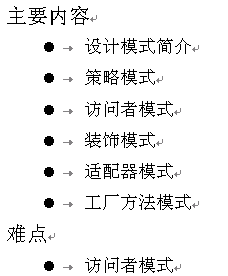 主要内容
● 设计模式简介
● 策略模式
● 访问者模式
● 装饰模式
● 适配器模式
● 工厂方法模式
难点
● 访问者模式